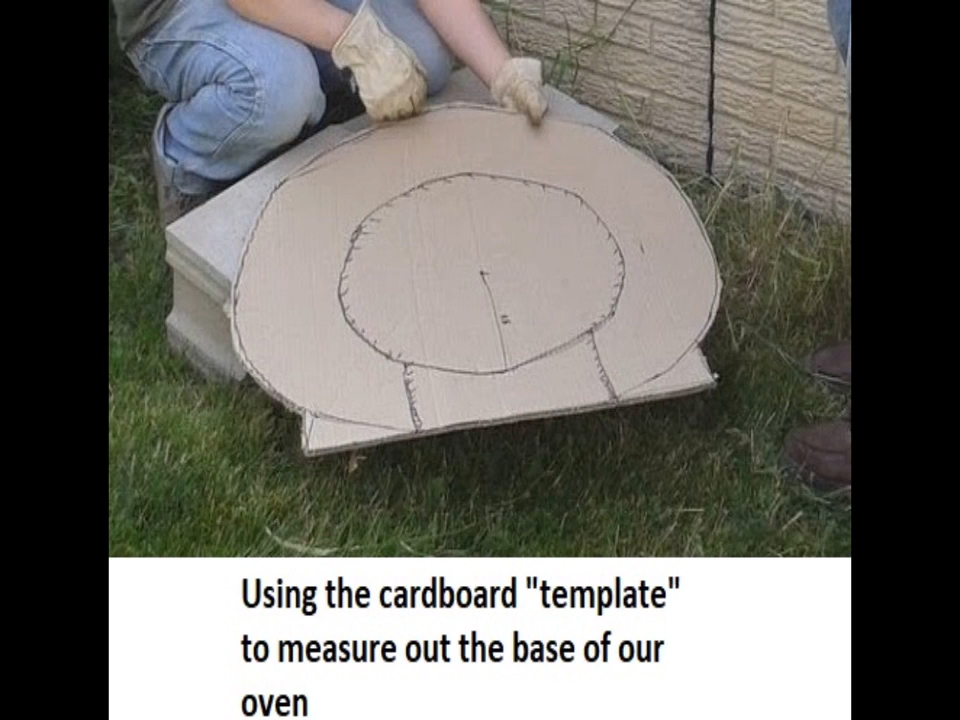 Using the cardboard "template"
to measure out the base of our
oven